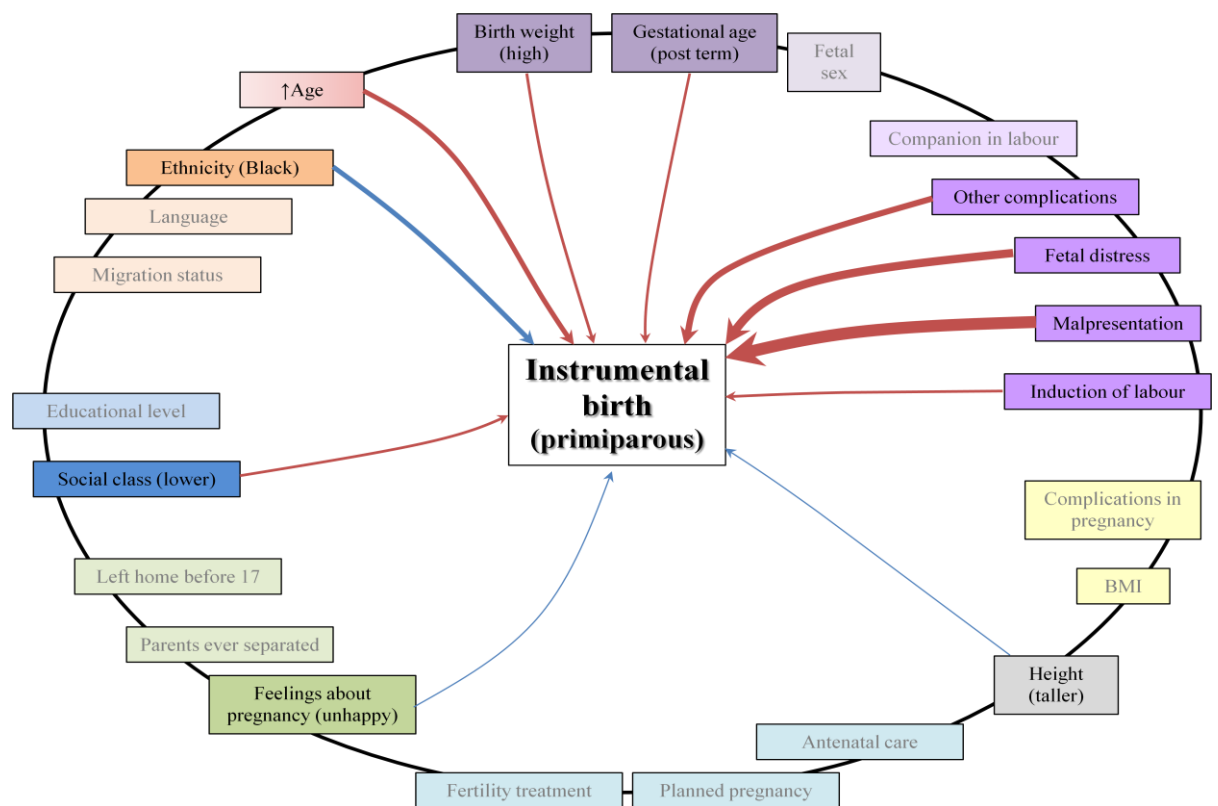 Birth weight
(high)
Gestational age
(post term)
Fetal
sex
↑Age
Companion in labour
Ethnicity (Black)
Other complications
Language
Fetal distress
Migration status
Malpresentation
Instrumental
birth
(primiparous)
Induction of labour
Educational level
Social class (lower)
Complications in
pregnancy
Left home before 17
BMI
Parents ever separated
Height
(taller)
Feelings about
pregnancy (unhappy)
Antenatal care
Fertility treatment
Planned pregnancy